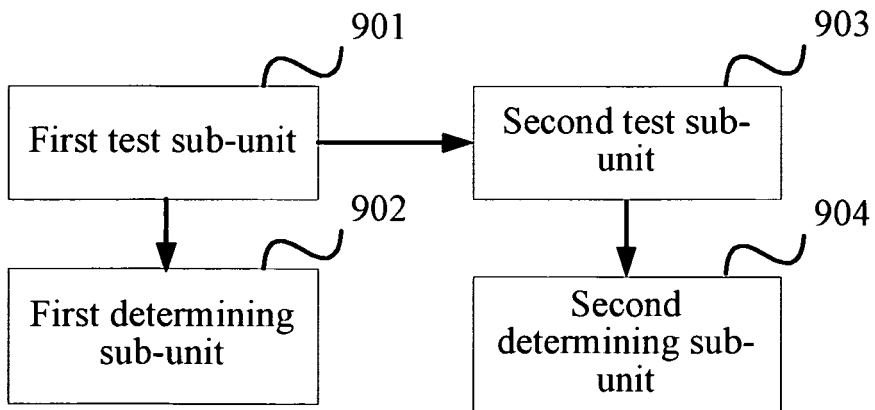 901
903
First test sub-unit
Second test sub-
unit
902
904
First determining
sub-unit
Second
determining sub-
unit